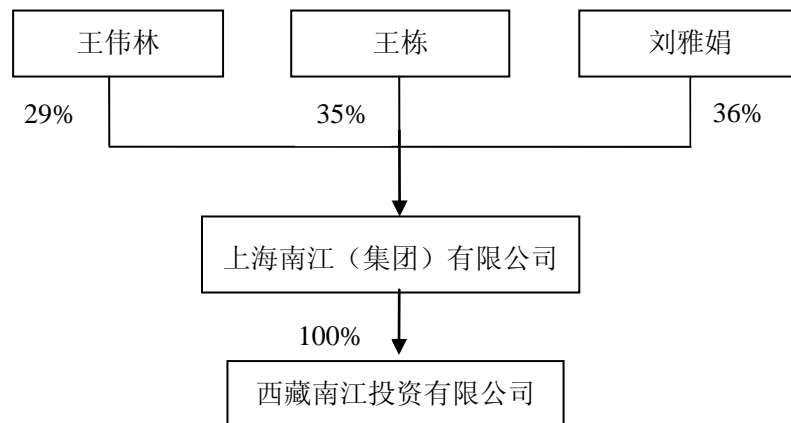 王伟林
王栋
刘雅娟
29%
35%
36%
上海南江（集团）有限公司
100%
西藏南江投资有限公司